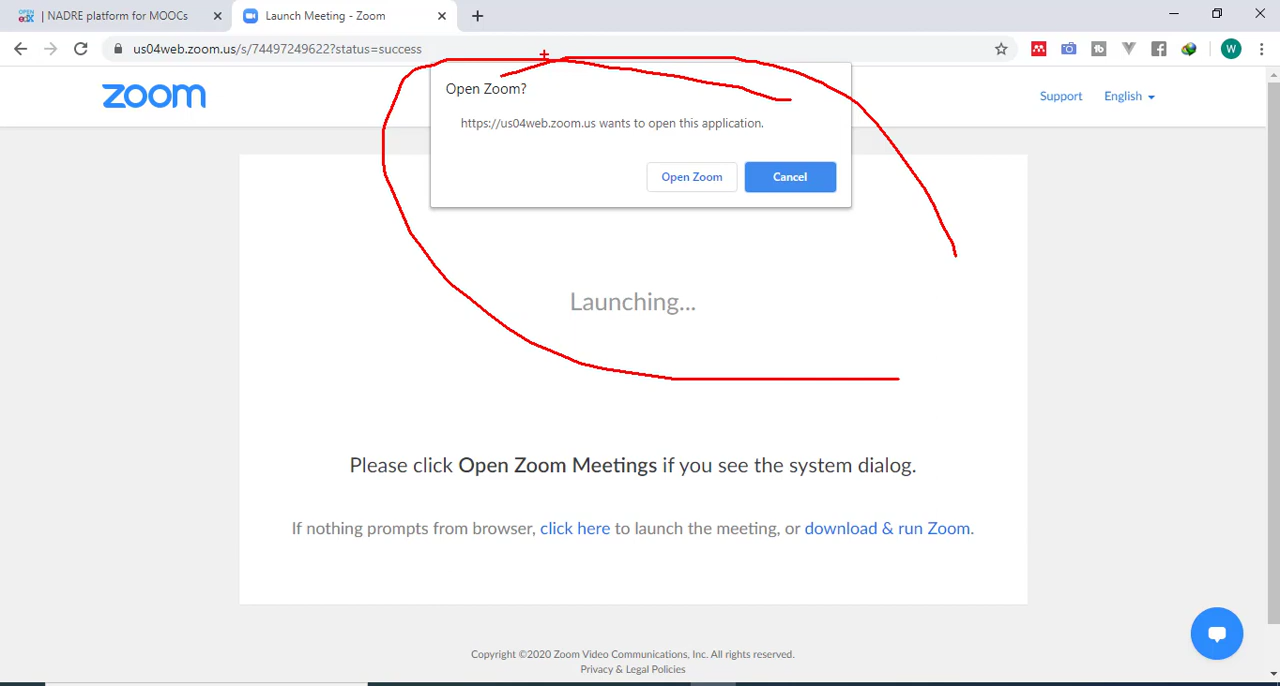 | NADRE platform for MOOCs
Launch Meeting - Zoom
us04web.zoom.us/s/74497249622?status=success
W
zoom
Support
English
Open Zoom?
https://us04web.zoom.us wants to open this application.
Open Zoom
Cancel
Launching...
Please click Open Zoom Meetings if you see the system dialog.
If nothing prompts from browser, click here to launch the meeting, or download & run Zoom.
Copyright ©2020 Zoom Video Communications, Inc. All rights reserved.
Privacy & Legal Policies